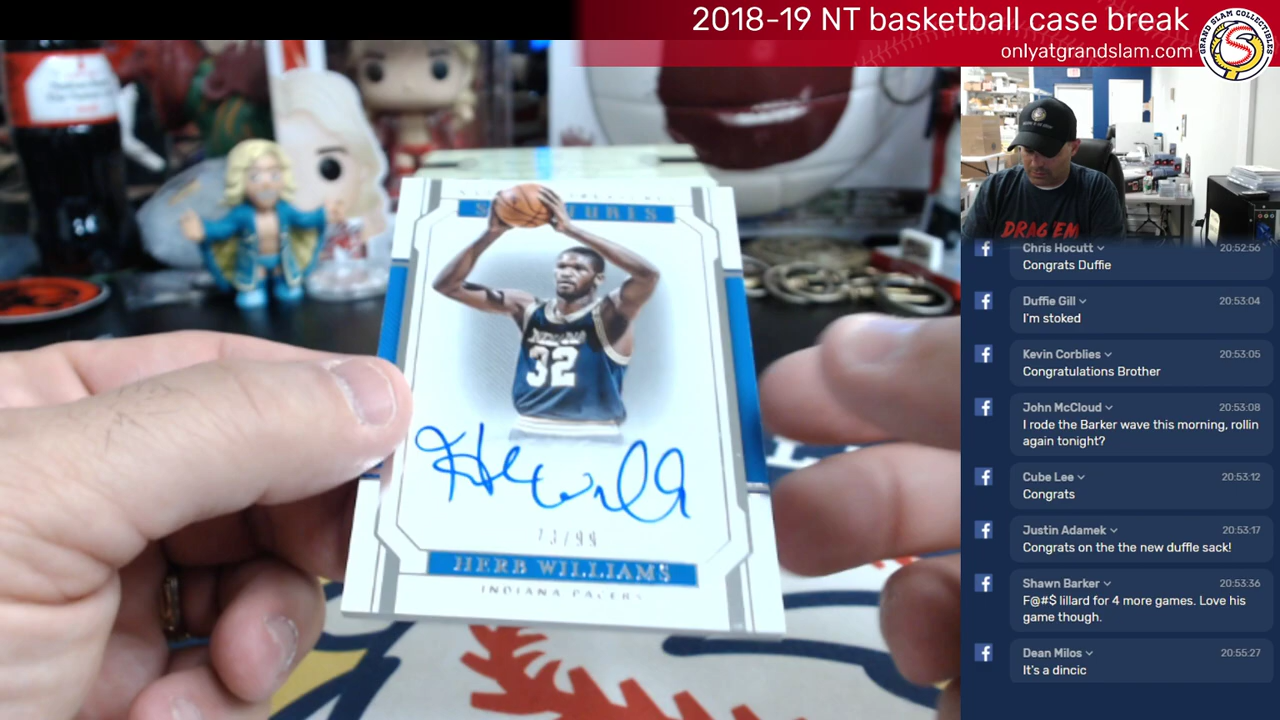 2018-19 NT basketball case break
onlyatgrandslam.com
GRAND SLAM COLLECTIBLES
SIGNATURES
INDIANA
32
73/99
HERB WILLIAMS
INDIANA PACERS
DRAG EM
Chris Hocutt
20:52:56
Congrats Duffie
Duffie Gill
20:53:04
I'm stoked
Kevin Corblies
20:53:05
Congratulations Brother
John McCloud
20:53:08
I rode the Barker wave this morning, rollin
again tonight?
Cube Lee
20:53:12
Congrats
Justin Adamek
20:53:17
Congrats on the the new duffle sack!
Shawn Barker
20:53:36
F@#$ lillard for 4 more games. Love his
game though.
Dean Milos
20:55:27
It's a dincic